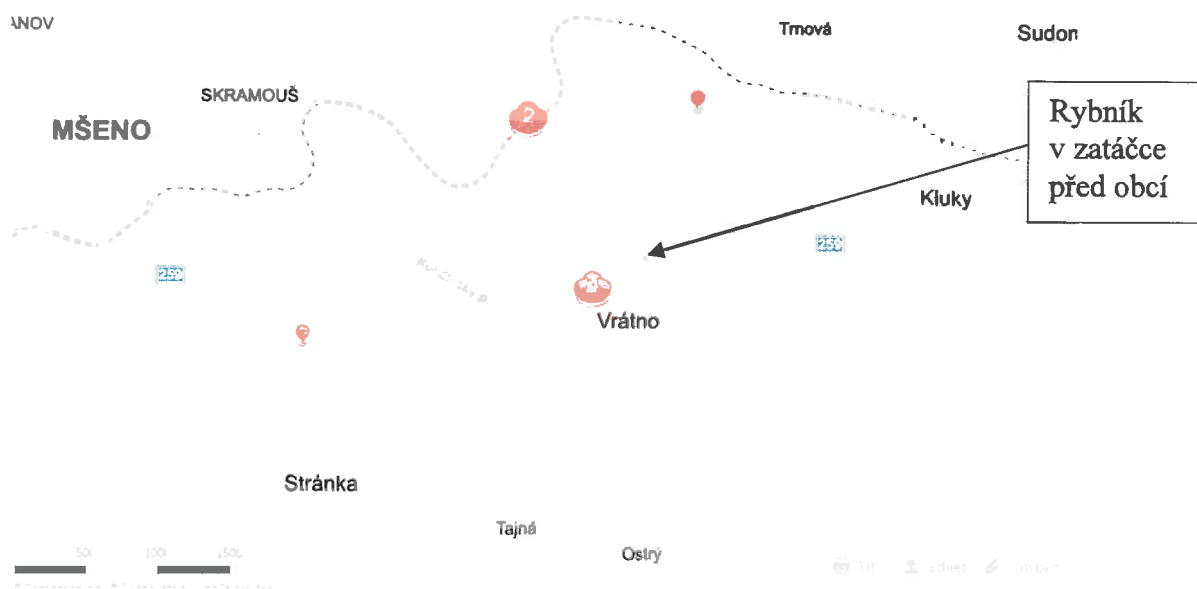 ANOV
Trnová
Sudon
SKRAMOUŠ
MŠENO
2
Rybník
v zatáčce
před obcí
Kluky
259
259
Vrátno
Stránka
Tajná
Ostrý
500
1000
1500